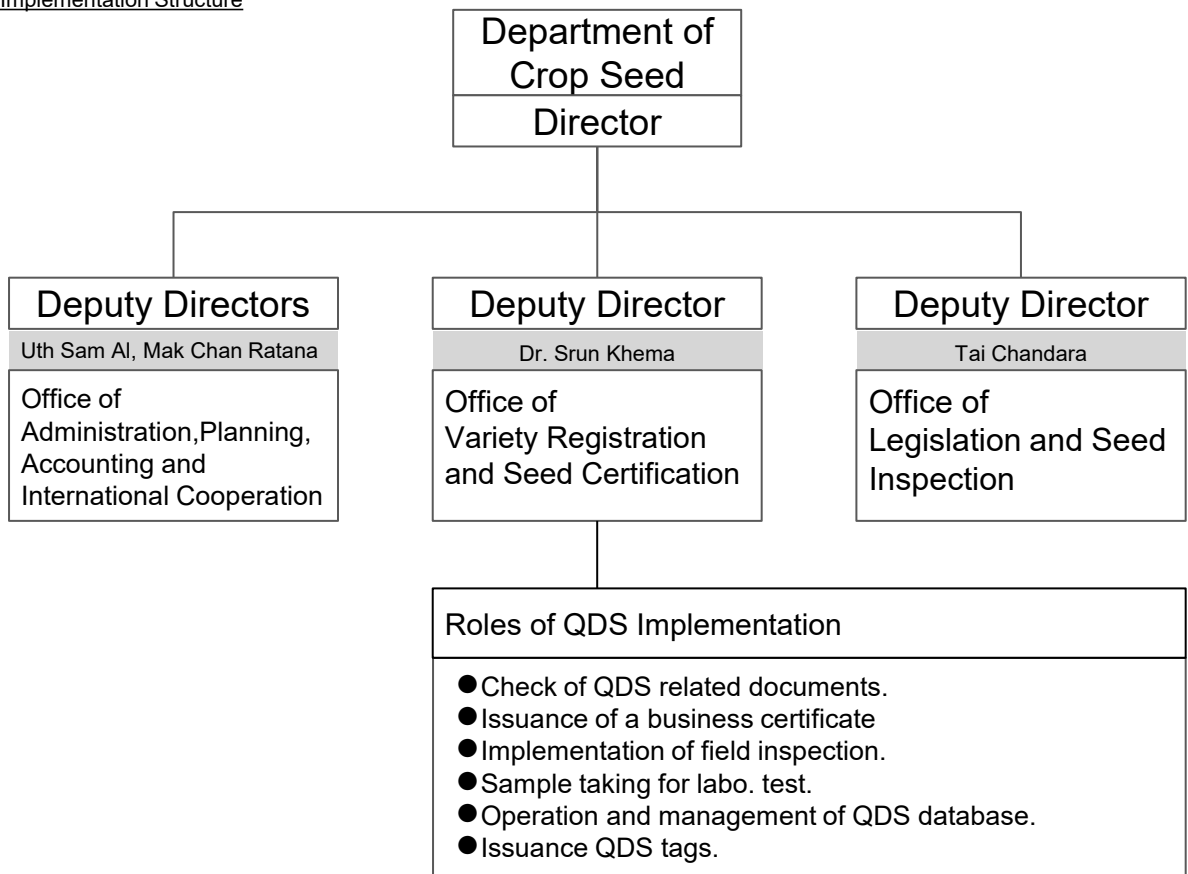 Implementation Structure
Department of
Crop Seed
Director
Deputy Directors
Uth Sam Al, Mak Chan Ratana
Office of
Administration,Planning,
Accounting and
International Cooperation
Deputy Director
Dr. Srun Khema
Office of
Variety Registration
and Seed Certification
Deputy Director
Tai Chandara
Office of
Legislation and Seed
Inspection
Roles of QDS Implementation
●Check of QDS related documents.
●Issuance of a business certificate
●Implementation of field inspection.
●Sample taking for labo. test.
●Operation and management of QDS database.
●Issuance QDS tags.